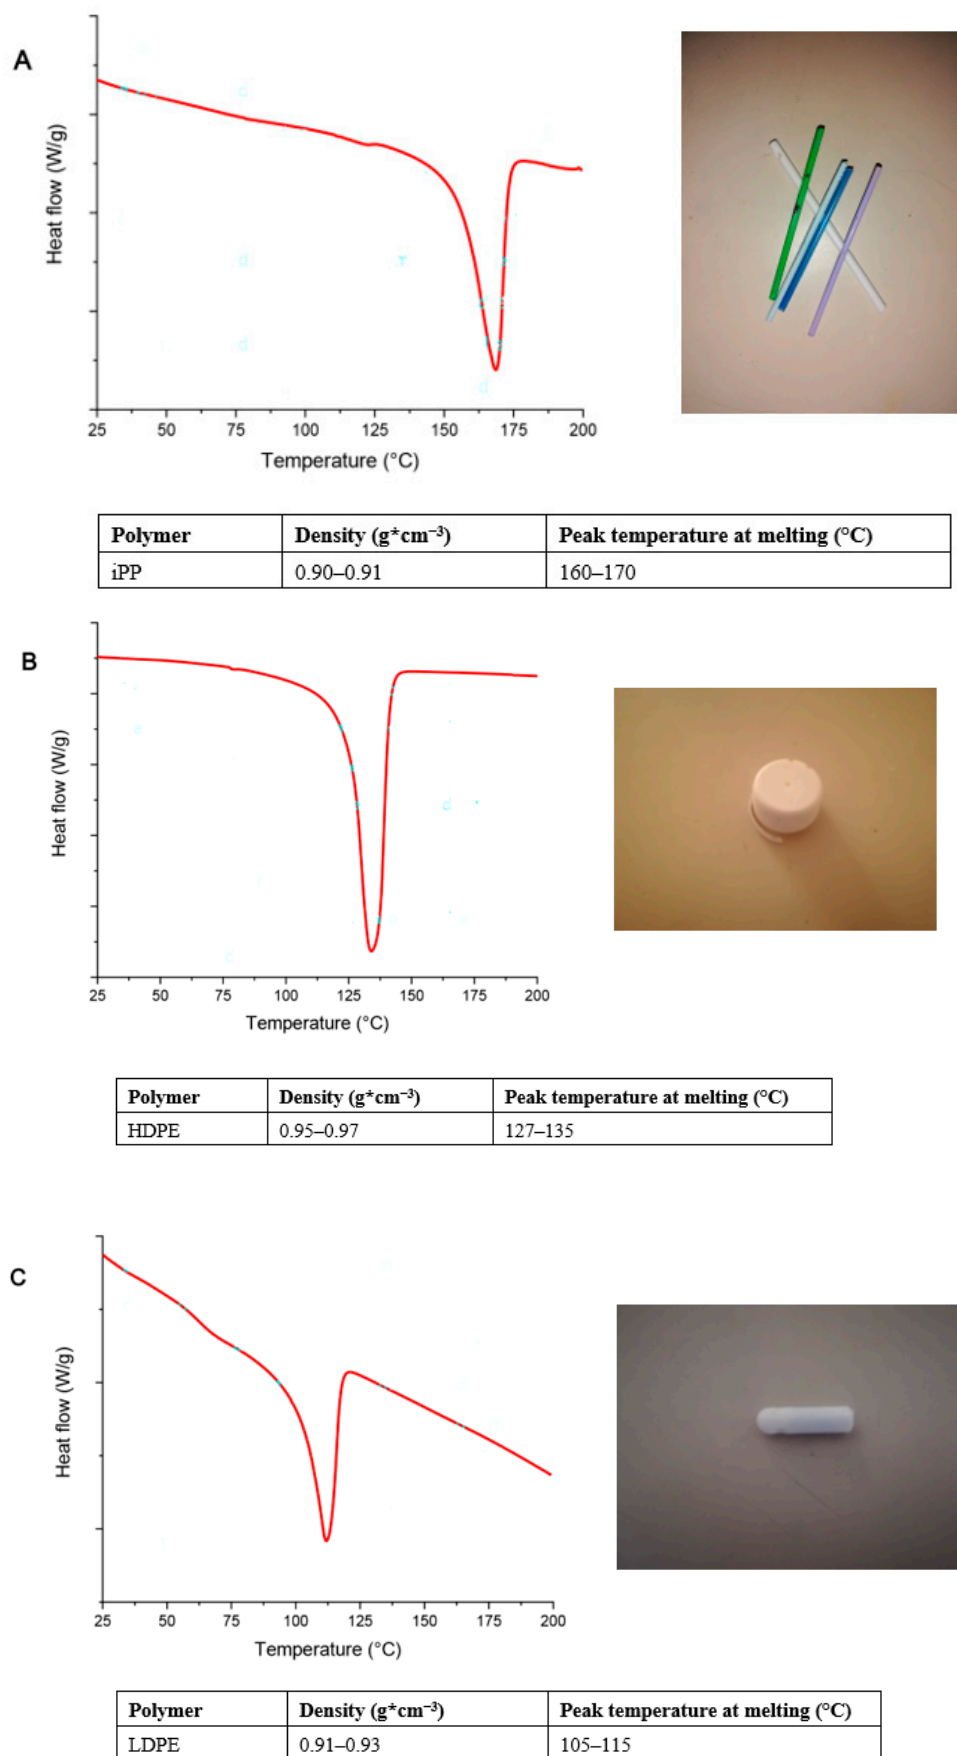 A
Heat flow (W/g)
25 50 75 100 125 150 175 200
Temperature (°C)
Polymer Density (g*cm⁻³) Peak temperature at melting (°C)
iPP 0.90–0.91 160–170
B
Heat flow (W/g)
25 50 75 100 125 150 175 200
Temperature (°C)
Polymer Density (g*cm⁻³) Peak temperature at melting (°C)
HDPE 0.95–0.97 127–135
C
Heat flow (W/g)
25 50 75 100 125 150 175 200
Temperature (°C)
Polymer Density (g*cm⁻³) Peak temperature at melting (°C)
LDPE 0.91–0.93 105–115